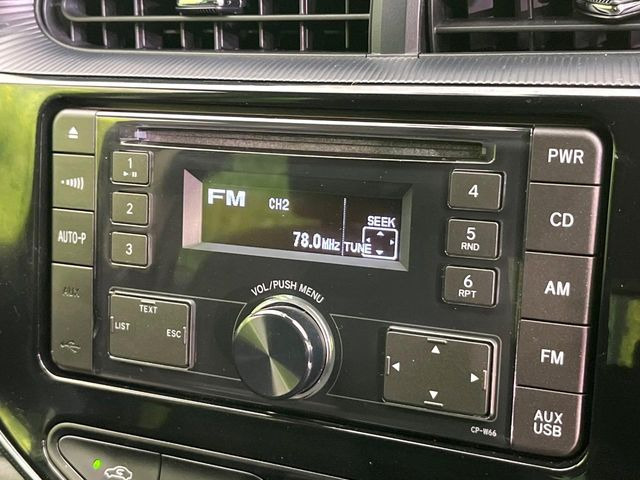 PWR
1
FM
CH2
4
2
CD
AUTO-P
SEEK
5
RND
78.0MHz
TUNE
3
AM
6
RPT
AUX
VOL/PUSH MENU
TEXT
LIST
ESC
FM
AUX
USB
CP-W66